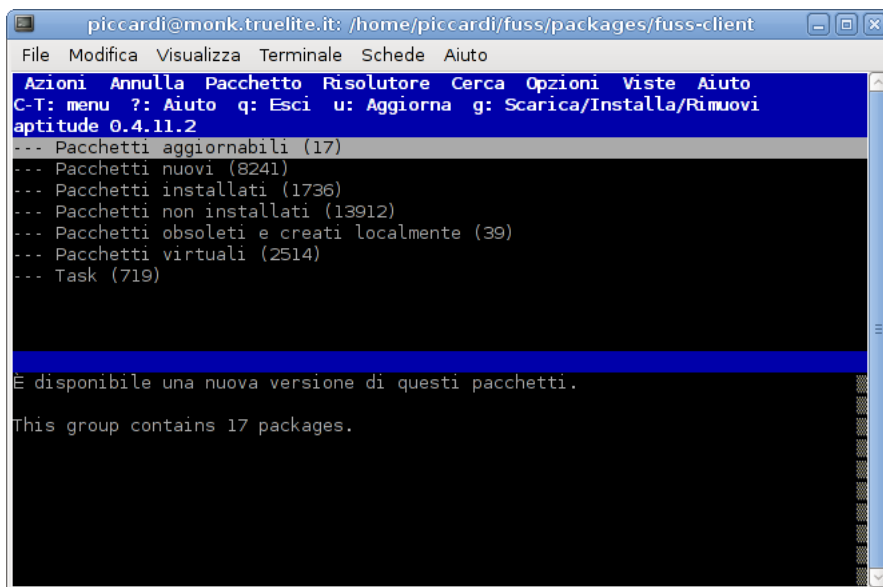 piccardi@monk.truelite.it: /home/piccardi/fuss/packages/fuss-client
File Modifica Visualizza Terminale Schede Aiuto
Azioni Annulla Pacchetto Risolutore Cerca Opzioni Viste Aiuto
C-T: menu ?: Aiuto q: Esci u: Aggiorna g: Scarica/Installa/Rimuovi
aptitude 0.4.11.2
--- Pacchetti aggiornabili (17)
--- Pacchetti nuovi (8241)
--- Pacchetti installati (1736)
--- Pacchetti non installati (13912)
--- Pacchetti obsoleti e creati localmente (39)
--- Pacchetti virtuali (2514)
--- Task (719)
È disponibile una nuova versione di questi pacchetti.
This group contains 17 packages.